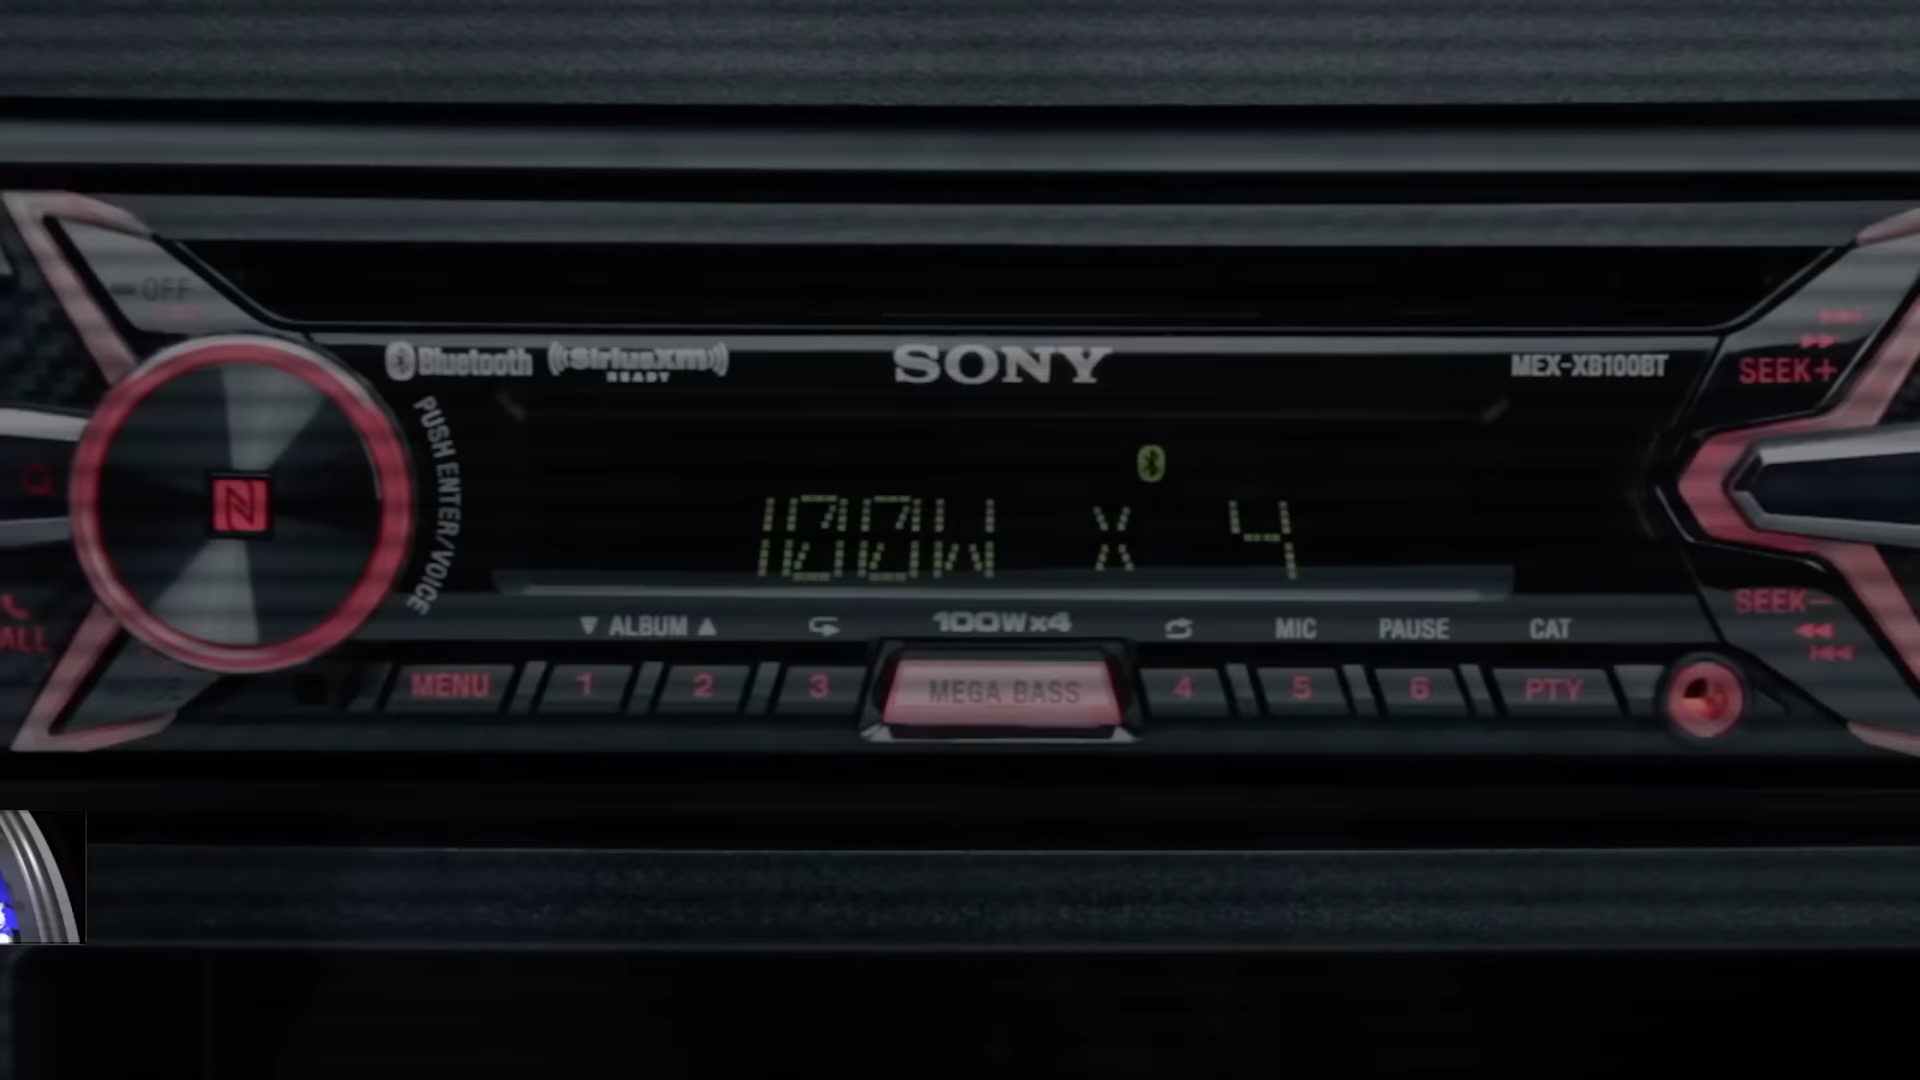 OFF
Bluetooth
SiriusXM
READY
SONY
MEX-XB100BT
SEEK+
PUSH ENTER/VOICE
100W X 4
ALL
▼ ALBUM ▲
100Wx4
MIC
PAUSE
CAT
SEEK−
MENU
1
2
3
MEGA BASS
4
5
6
PTY